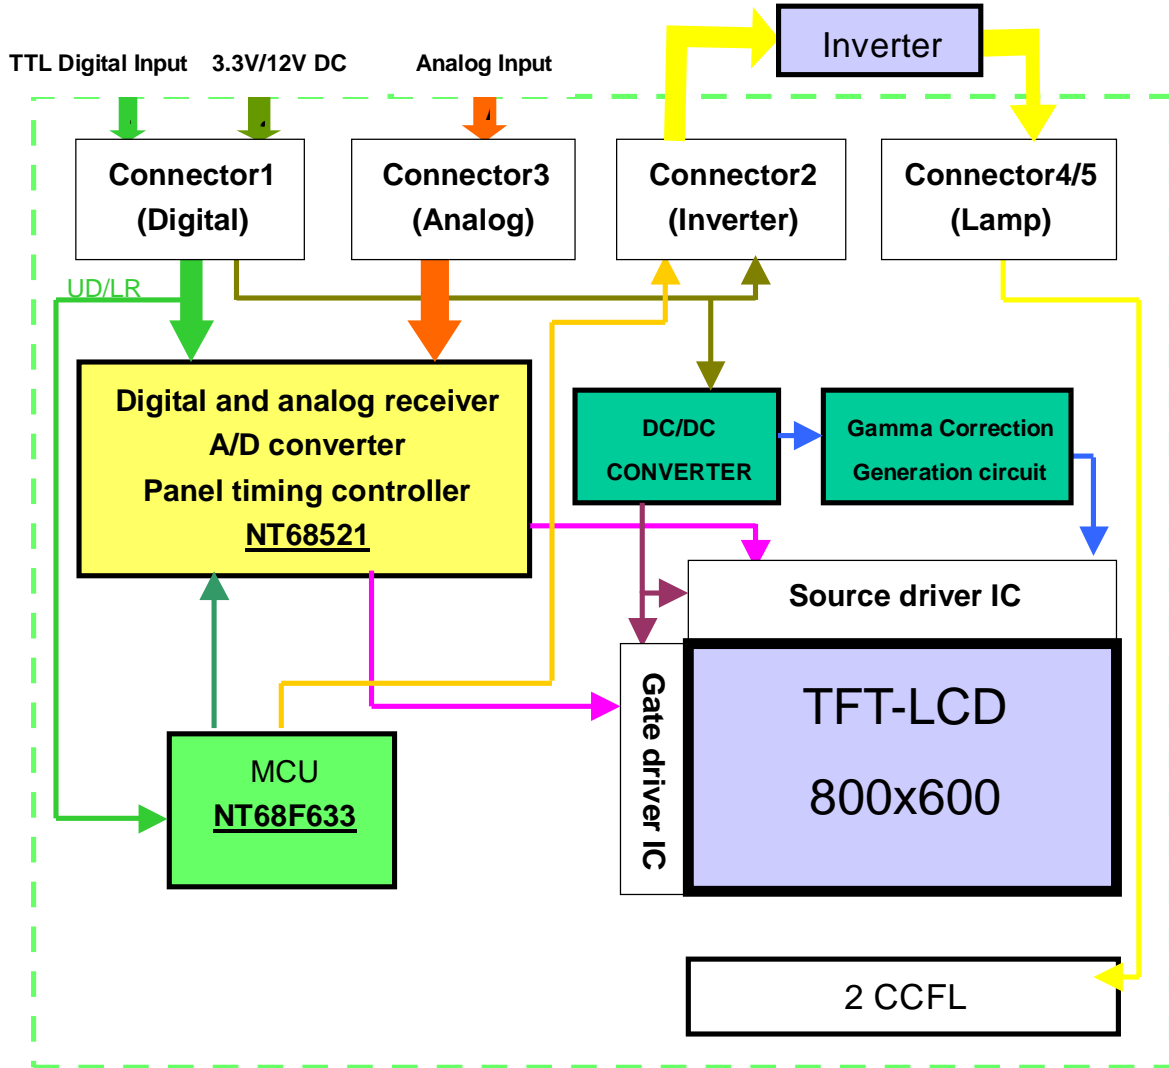 Inverter
TTL Digital Input
3.3V/12V DC
Analog Input
Connector1
(Digital)
Connector3
(Analog)
Connector2
(Inverter)
Connector4/5
(Lamp)
UD/LR
Digital and analog receiver
A/D converter
Panel timing controller
NT68521
DC/DC
CONVERTER
Gamma Correction
Generation circuit
Source driver IC
Gate driver IC
TFT-LCD
800x600
MCU
NT68F633
2 CCFL